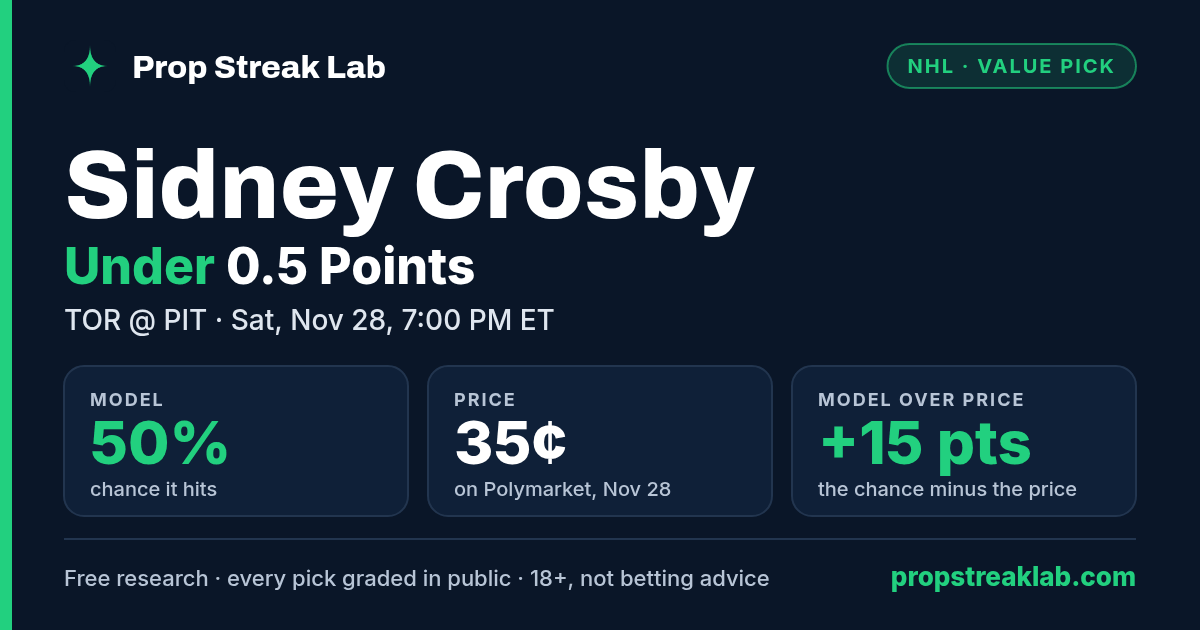 Prop Streak Lab
NHL · VALUE PICK
Sidney Crosby
Under 0.5 Points
TOR @ PIT · Sat, Nov 28, 7:00 PM ET
MODEL
50%
chance it hits
PRICE
35¢
on Polymarket, Nov 28
MODEL OVER PRICE
+15 pts
the chance minus the price
Free research · every pick graded in public · 18+, not betting advice
propstreaklab.com